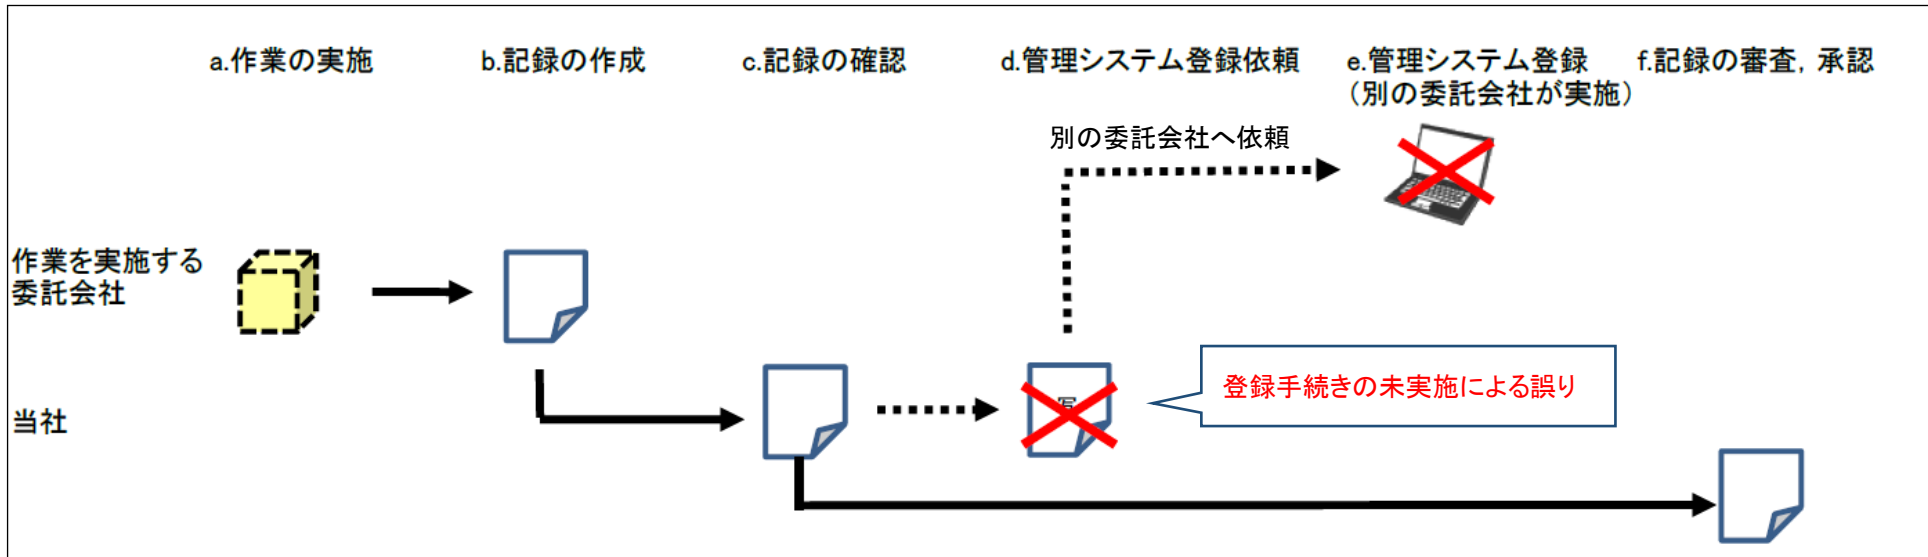 a.作業の実施
b.記録の作成
c.記録の確認
d.管理システム登録依頼
e.管理システム登録
（別の委託会社が実施）
f.記録の審査，承認
別の委託会社へ依頼
作業を実施する
委託会社
写
登録手続きの未実施による誤り
当社